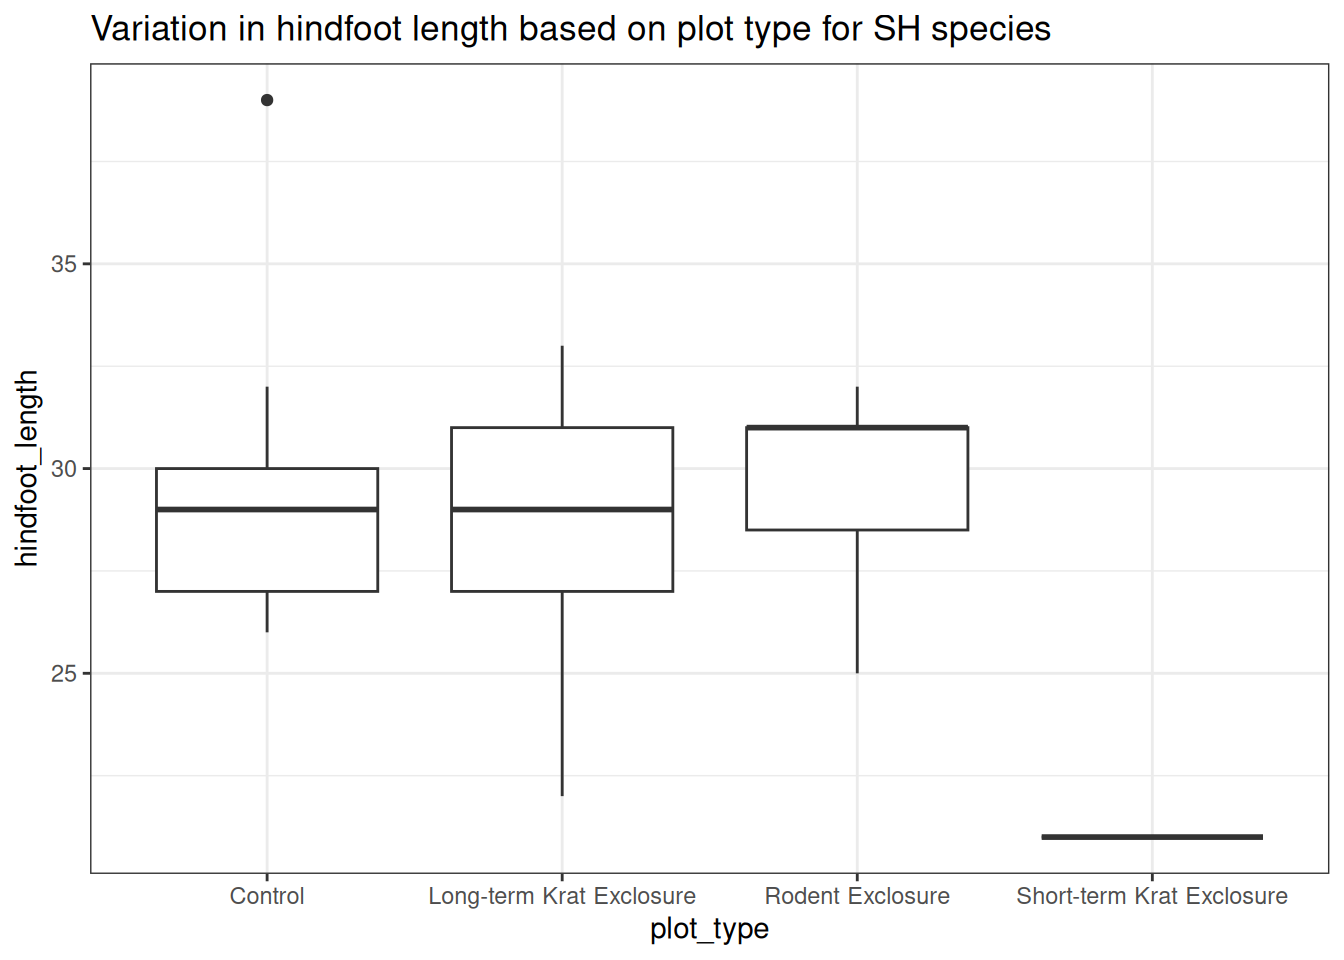 Variation in hindfoot length based on plot type for SH species
hindfoot_length
35
30
25
Control
Long-term Krat Exclosure
Rodent Exclosure
Short-term Krat Exclosure
plot_type